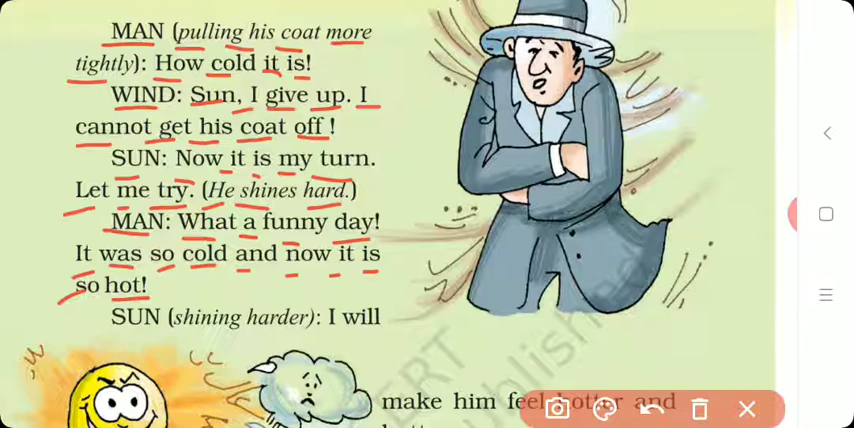 MAN (pulling his coat more
tightly): How cold it is!
WIND: Sun, I give up. I
cannot get his coat off !
SUN: Now it is my turn.
Let me try. (He shines hard.)
MAN: What a funny day!
It was so cold and now it is
so hot!
SUN (shining harder): I will
make him feel hotter and